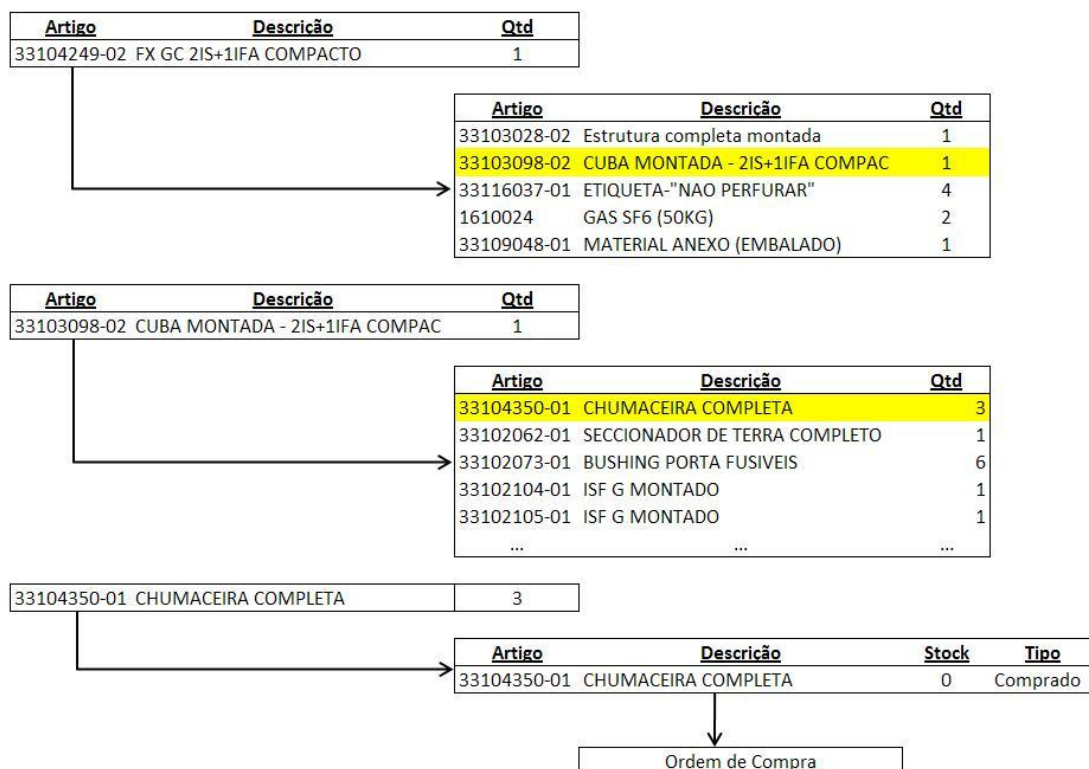 Artigo Descrição Qtd
33104249-02 FX GC 2IS+1IFA COMPACTO 1
Artigo Descrição Qtd
33103028-02 Estrutura completa montada 1
33103098-02 CUBA MONTADA - 2IS+1IFA COMPAC 1
33116037-01 ETIQUETA-"NAO PERFURAR" 4
1610024 GAS SF6 (50KG) 2
33109048-01 MATERIAL ANEXO (EMBALADO) 1
Artigo Descrição Qtd
33103098-02 CUBA MONTADA - 2IS+1IFA COMPAC 1
Artigo Descrição Qtd
33104350-01 CHUMACEIRA COMPLETA 3
33102062-01 SECCIONADOR DE TERRA COMPLETO 1
33102073-01 BUSHING PORTA FUSIVEIS 6
33102104-01 ISF G MONTADO 1
33102105-01 ISF G MONTADO 1
... ... ...
33104350-01 CHUMACEIRA COMPLETA 3
Artigo Descrição Stock Tipo
33104350-01 CHUMACEIRA COMPLETA 0 Comprado
Ordem de Compra